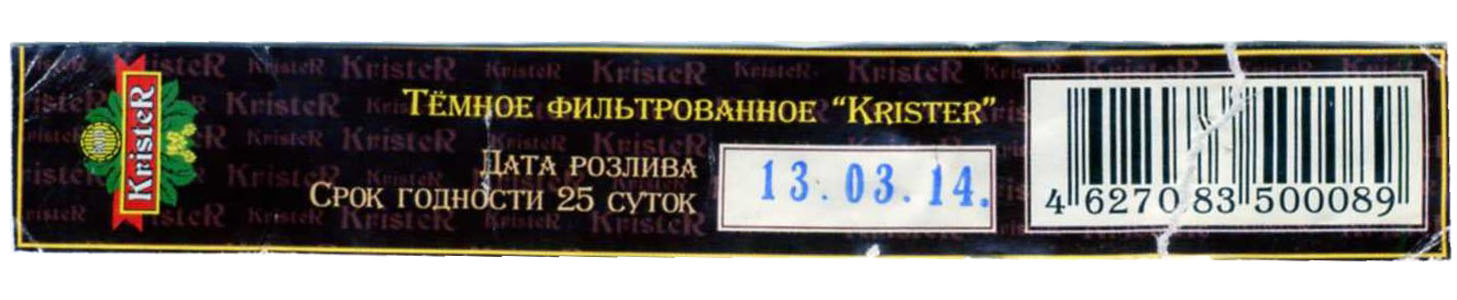 KristeR
ТЁМНОЕ ФИЛЬТРОВАННОЕ “KRISTER”
ДАТА РОЗЛИВА
СРОК ГОДНОСТИ 25 СУТОК
13.03.14.
4 627083 500089